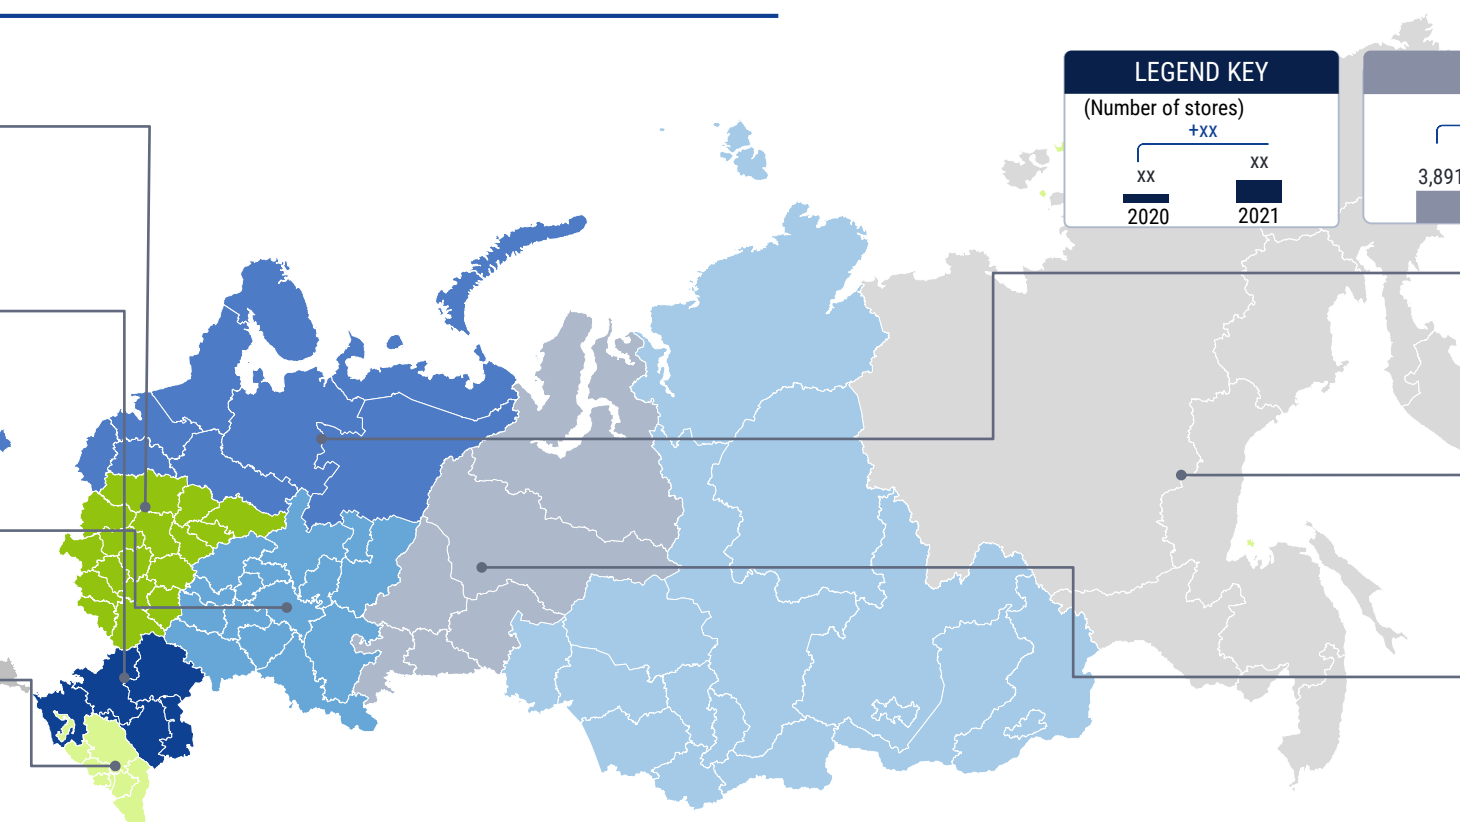 LEGEND KEY
(Number of stores)
+xx
xx
xx
2020
2021
3,891